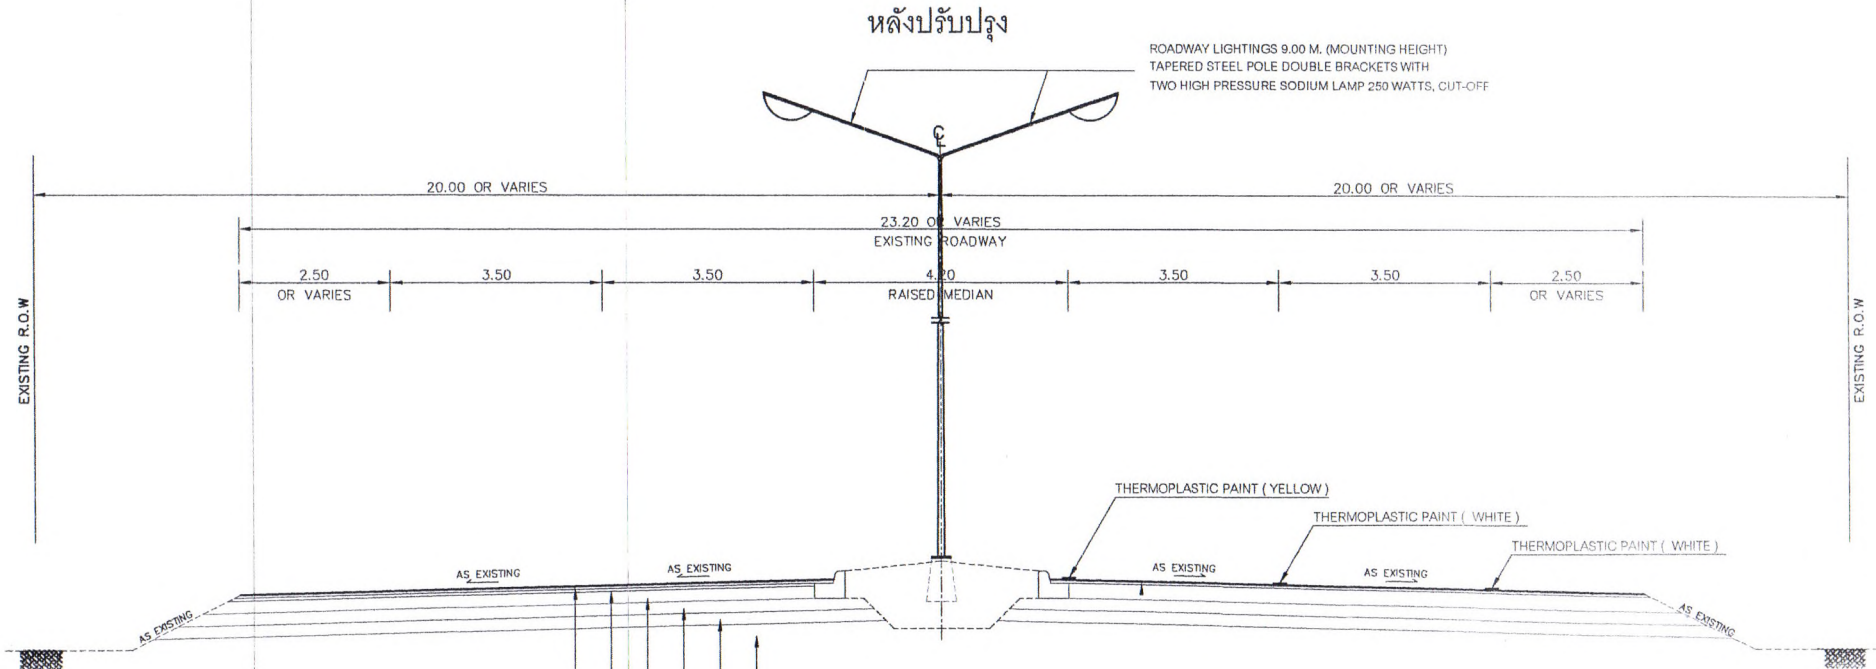 หลังปรับปรุง
ROADWAY LIGHTINGS 9.00 M. (MOUNTING HEIGHT)
TAPERED STEEL POLE DOUBLE BRACKETS WITH
TWO HIGH PRESSURE SODIUM LAMP 250 WATTS, CUT-OFF
℄
20.00 OR VARIES
20.00 OR VARIES
23.20 OR VARIES
EXISTING ROADWAY
2.50
3.50
3.50
4.20
3.50
3.50
2.50
OR VARIES
RAISED MEDIAN
OR VARIES
EXISTING R.O.W
EXISTING R.O.W
THERMOPLASTIC PAINT ( YELLOW )
THERMOPLASTIC PAINT ( WHITE )
THERMOPLASTIC PAINT ( WHITE )
AS EXISTING
AS EXISTING
AS EXISTING
AS EXISTING
AS EXISTING
AS EXISTING